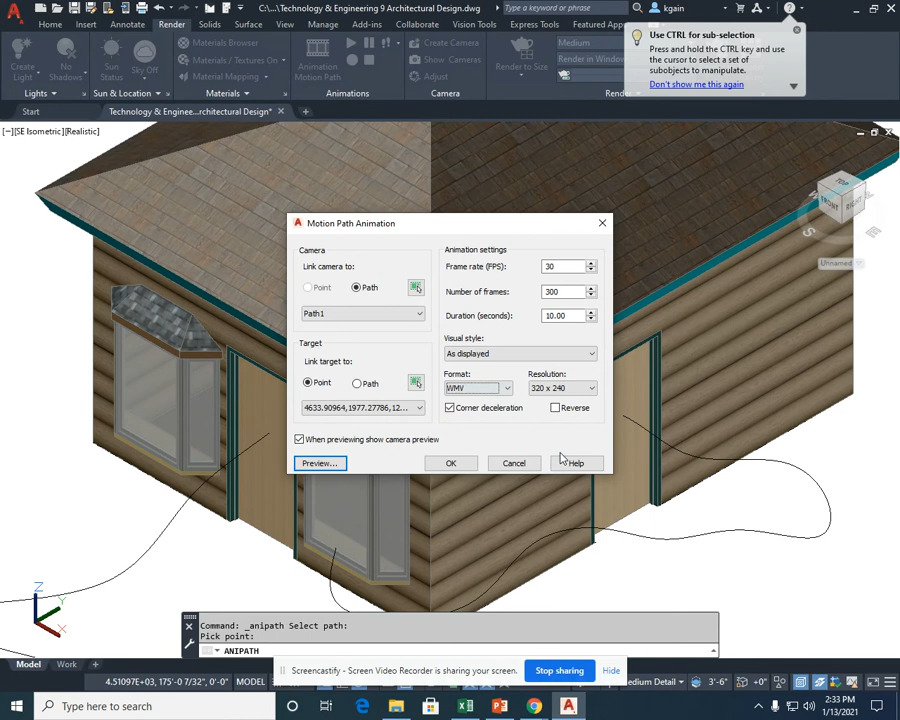 C:\...\Technology & Engineering 9 Architectural Design.dwg
Type a keyword or phrase
kgain
Home Insert Annotate Render Solids Surface Mesh View Manage Add-ins Collaborate Vision Tools Express Tools Featured App
Create Light
No Shadows
Sun Status
Sky Off
Materials Browser
Materials / Textures On
Material Mapping
Animation Motion Path
Create Camera
Show Cameras
Adjust
Render to Size
Medium
Render in Window
Lights
Sun & Location
Materials
Animations
Camera
Render
Use CTRL for sub-selection
Press and hold the CTRL key and use
the cursor to select a set of
subobjects to manipulate.
Don't show me this again
Start
Technology & Enginee...rchitectural Design*
[−][SE Isometric][Realistic]
TOP
FRONT
RIGHT
S
E
Unnamed
Motion Path Animation
Camera
Link camera to:
Point
Path
Path1
Target
Link target to:
Point
Path
4633.90964,1977.27786,12...
Animation settings
Frame rate (FPS):
30
Number of frames:
300
Duration (seconds):
10.00
Visual style:
As displayed
Format:
Resolution:
WMV
320 x 240
Corner deceleration
Reverse
When previewing show camera preview
Preview...
OK
Cancel
Help
Z
Y
X
Command: _anipath Select path:
Pick point:
ANIPATH
Model
Work
Screencastify - Screen Video Recorder is sharing your screen.
Stop sharing
Hide
4.51097E+03, 175'-0 7/32", 0'-0"
MODEL
edium Detail
3'-6"
+0"
Type here to search
2:33 PM
1/13/2021